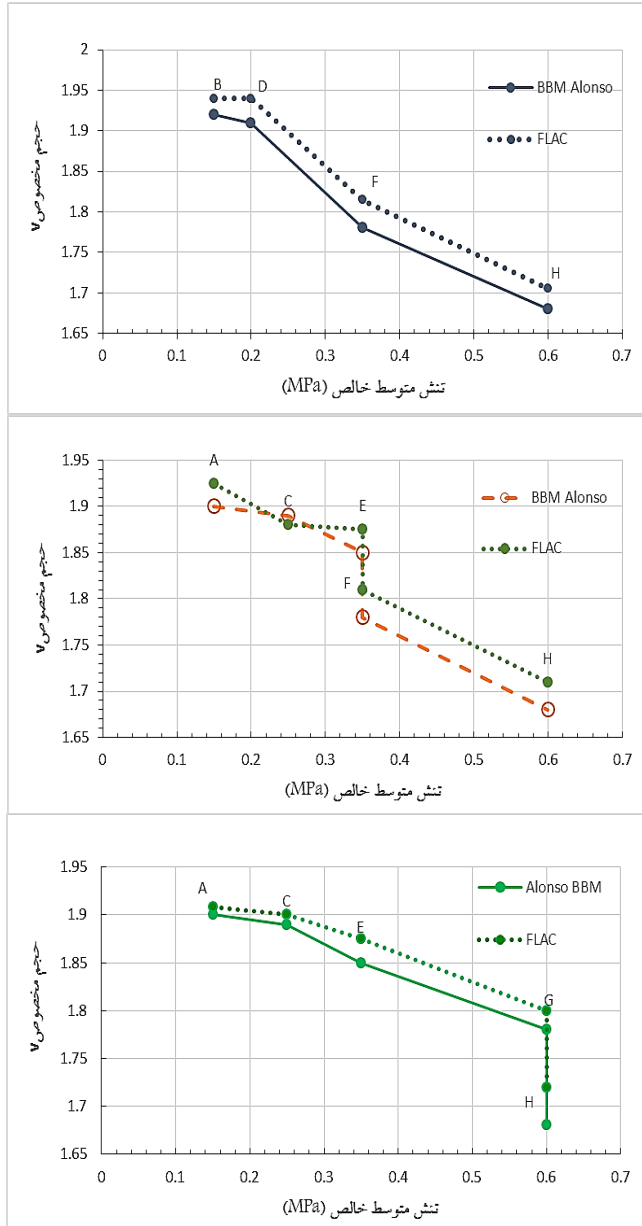 2
1.95
1.9
1.85
1.8
1.75
1.7
1.65
حجم مخصوص v
B
D
F
H
BBM Alonso
FLAC
0 0.1 0.2 0.3 0.4 0.5 0.6 0.7
تنش متوسط خالص (MPa)
1.95
1.9
1.85
1.8
1.75
1.7
1.65
حجم مخصوص v
A
C
E
F
H
BBM Alonso
FLAC
0 0.1 0.2 0.3 0.4 0.5 0.6 0.7
تنش متوسط خالص (MPa)
1.95
1.9
1.85
1.8
1.75
1.7
1.65
حجم مخصوص v
A
C
E
G
H
Alonso BBM
FLAC
0 0.1 0.2 0.3 0.4 0.5 0.6 0.7
تنش متوسط خالص (MPa)